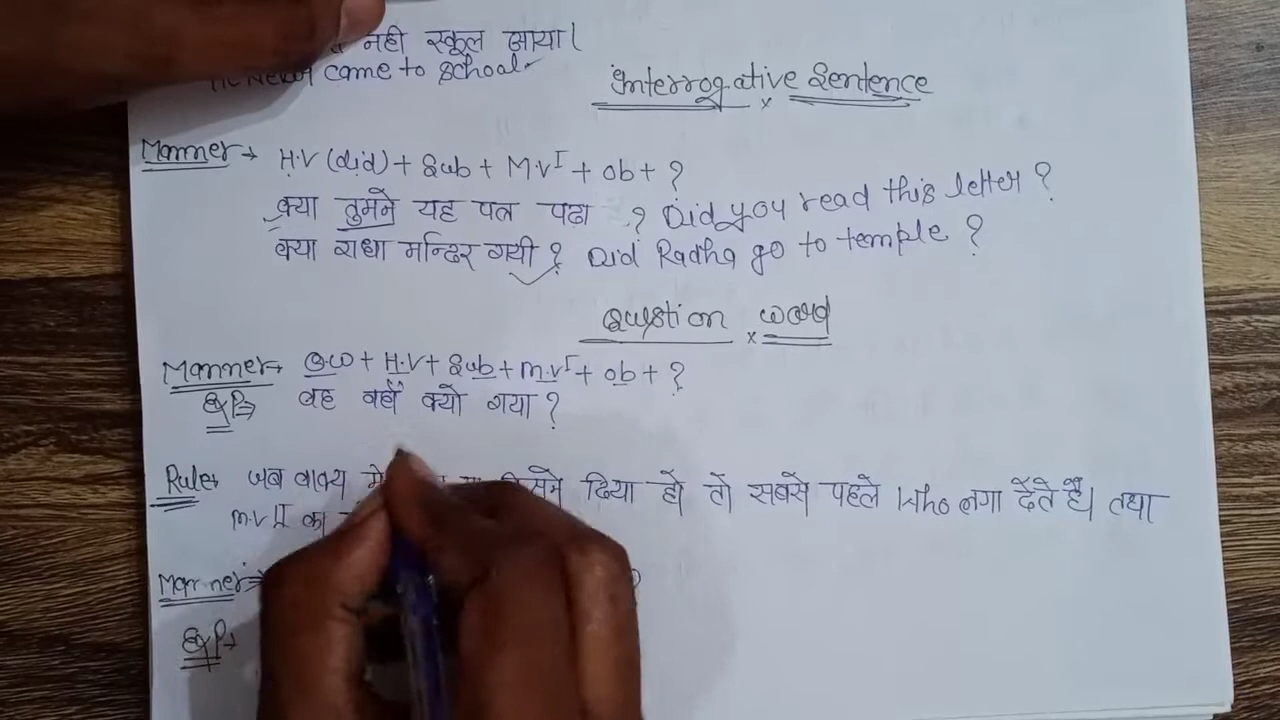 नही स्कूल आया।
came to School.
Interrogative Sentence
Manner → H.V (did) + Sub + M.V I + ob + ?
क्या तुमने यह पत्र पढा ? Did you read this letter ?
क्या राधा मन्दिर गयी ? Did Radha go to temple ?
Question word
Manner → Q.w + H.V + Sub + m.v I + ob + ?
Exp ⇒ वह वहाँ क्यो गया ?
Rule → जब वाक्य मे दिया हो तो सबसे पहले Who लगा देते है। तथा
m.v II का
Manner ⇒ ?
Exp →